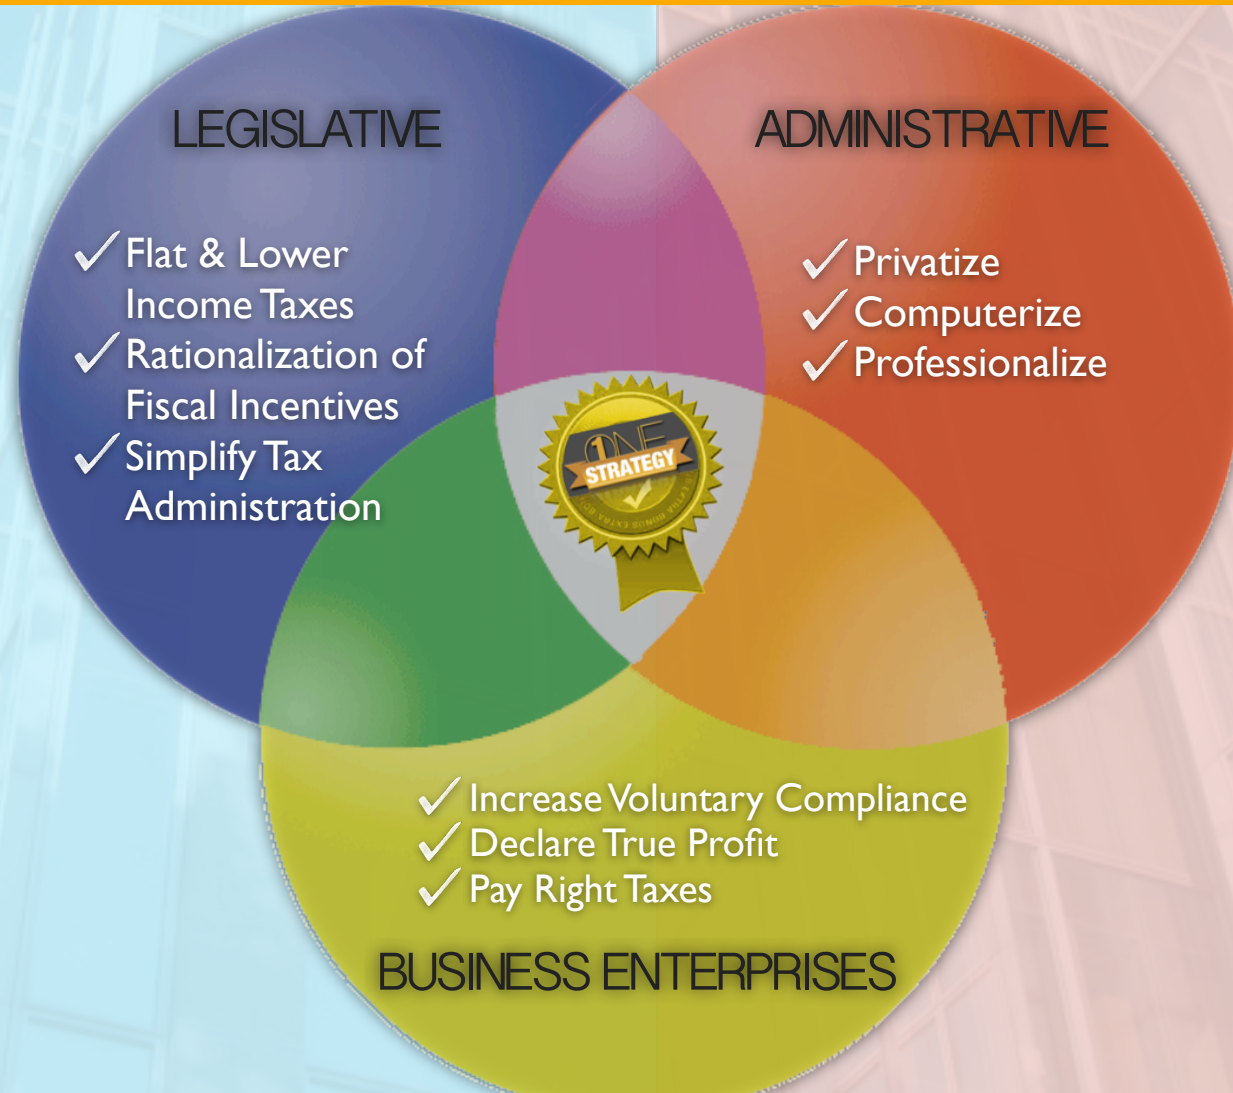 LEGISLATIVE
Flat & Lower
Income Taxes
Rationalization of
Fiscal Incentives
Simplify Tax
Administration
ADMINISTRATIVE
Privatize
Computerize
Professionalize
1 ONE
STRATEGY
Increase Voluntary Compliance
Declare True Profit
Pay Right Taxes
BUSINESS ENTERPRISES